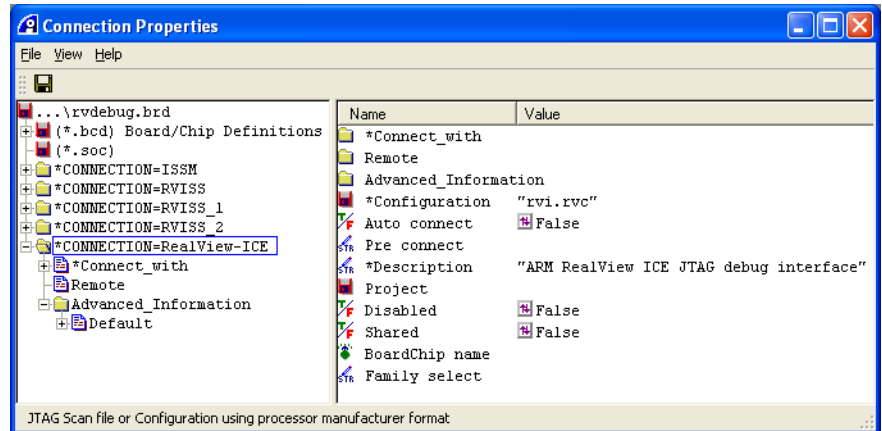 Connection Properties
File View Help
...\rvdebug.brd
(*.bcd) Board/Chip Definitions
(*.soc)
*CONNECTION=ISSM
*CONNECTION=RVISS
*CONNECTION=RVISS_1
*CONNECTION=RVISS_2
*CONNECTION=RealView-ICE
*Connect_with
Remote
Advanced_Information
Default
Name Value
*Connect_with
Remote
Advanced_Information
*Configuration "rvi.rvc"
T/F Auto connect False
STR Pre connect
STR *Description "ARM RealView ICE JTAG debug interface"
Project
T/F Disabled False
T/F Shared False
BoardChip name
STR Family select
JTAG Scan file or Configuration using processor manufacturer format